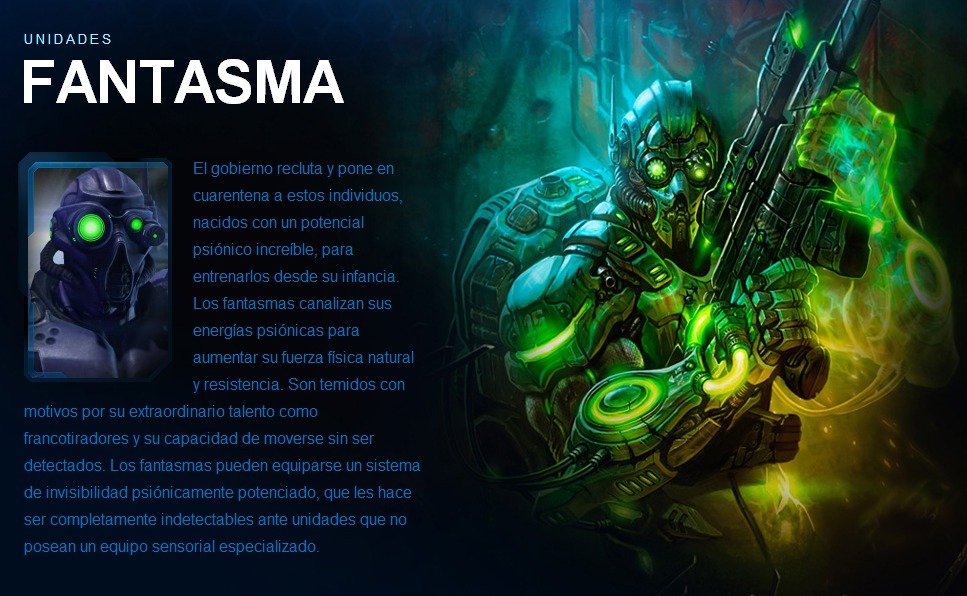 UNIDADES
FANTASMA
El gobierno recluta y pone en
cuarentena a estos individuos,
nacidos con un potencial
psiónico increíble, para
entrenarlos desde su infancia.
Los fantasmas canalizan sus
energías psiónicas para
aumentar su fuerza física natural
y resistencia. Son temidos con
motivos por su extraordinario talento como
francotiradores y su capacidad de moverse sin ser
detectados. Los fantasmas pueden equiparse un sistema
de invisibilidad psiónicamente potenciado, que les hace
ser completamente indetectables ante unidades que no
posean un equipo sensorial especializado.